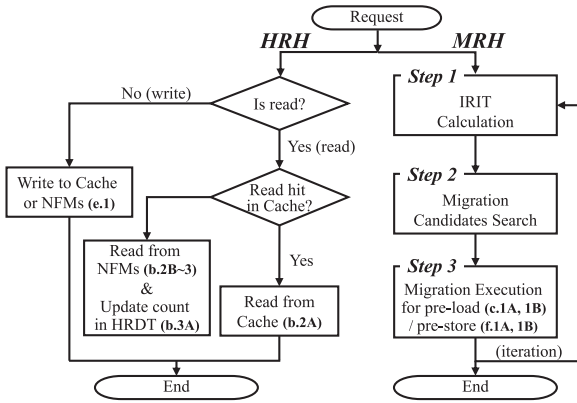 Request
HRH
MRH
Is read?
No (write)
Yes (read)
Write to Cache
or NFMs (e.1)
Read hit
in Cache?
Read from
NFMs (b.2B~3)
&
Update count
in HRDT (b.3A)
Yes
Read from
Cache (b.2A)
End
Step 1
IRIT
Calculation
Step 2
Migration
Candidates Search
Step 3
Migration Execution
for pre-load (c.1A, 1B)
/ pre-store (f.1A, 1B)
(iteration)
End